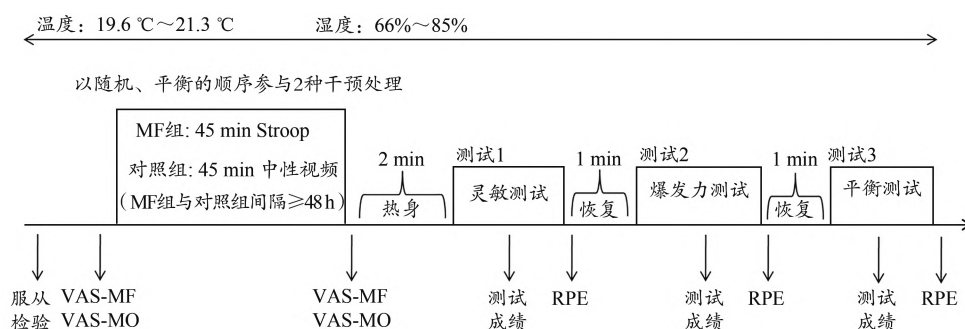 温度：19.6 ℃～21.3 ℃ 湿度：66%～85%
以随机、平衡的顺序参与2种干预处理
MF组: 45 min Stroop
对照组: 45 min 中性视频
(MF组与对照组间隔≥48h)
2 min
热身
测试1
灵敏测试
1 min
恢复
测试2
爆发力测试
1 min
恢复
测试3
平衡测试
服从
检验
VAS-MF
VAS-MO
VAS-MF
VAS-MO
测试
成绩
RPE
测试
成绩
RPE
测试
成绩
RPE